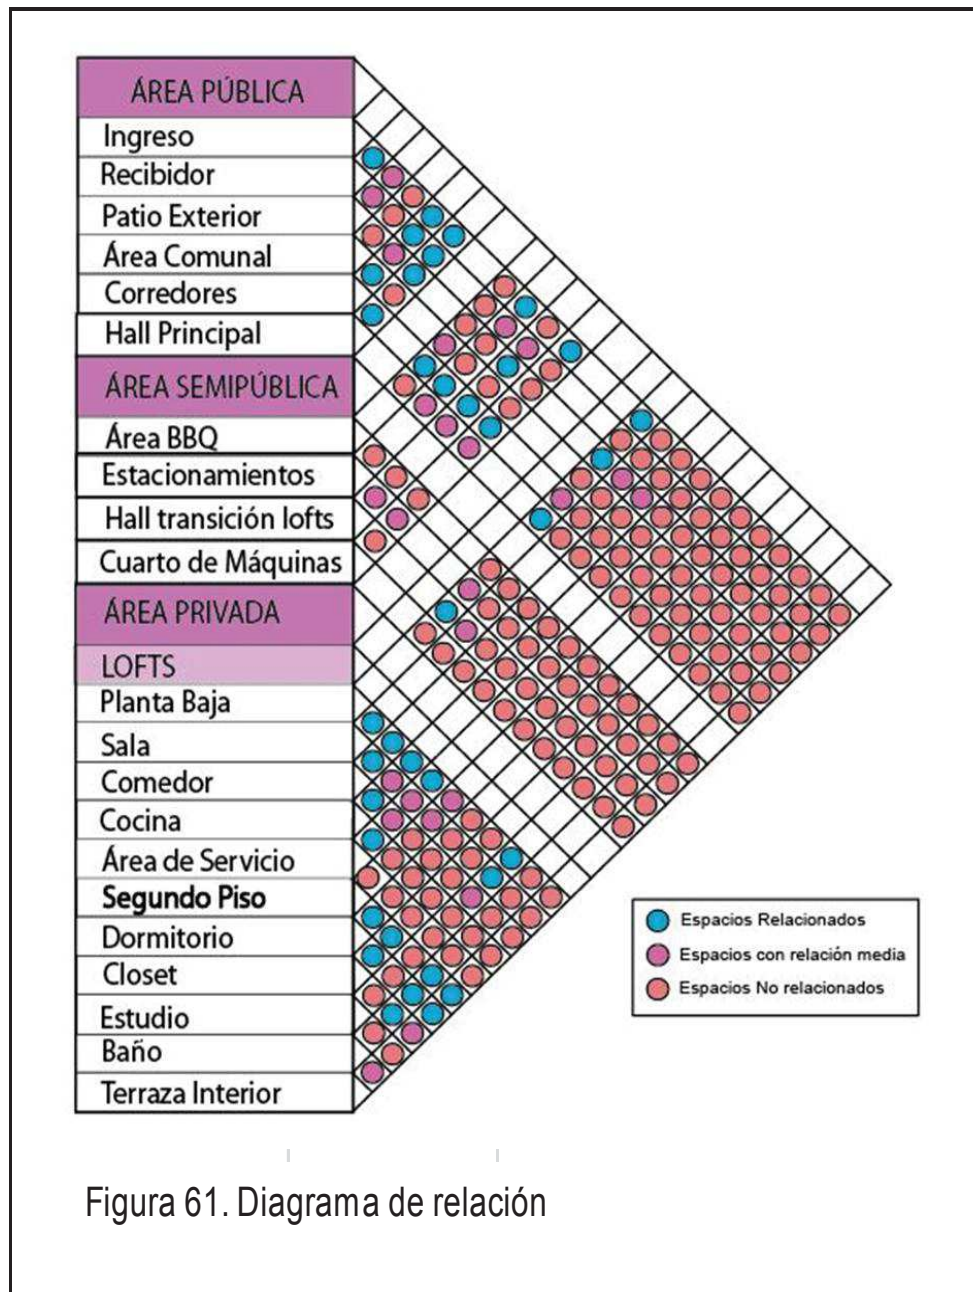 ÁREA PÚBLICA
Ingreso
Recibidor
Patio Exterior
Área Comunal
Corredores
Hall Principal
ÁREA SEMIPÚBLICA
Área BBQ
Estacionamientos
Hall transición lofts
Cuarto de Máquinas
ÁREA PRIVADA
LOFTS
Planta Baja
Sala
Comedor
Cocina
Área de Servicio
Segundo Piso
Dormitorio
Closet
Estudio
Baño
Terraza Interior
Espacios Relacionados
Espacios con relación media
Espacios No relacionados
Figura 61. Diagrama de relación